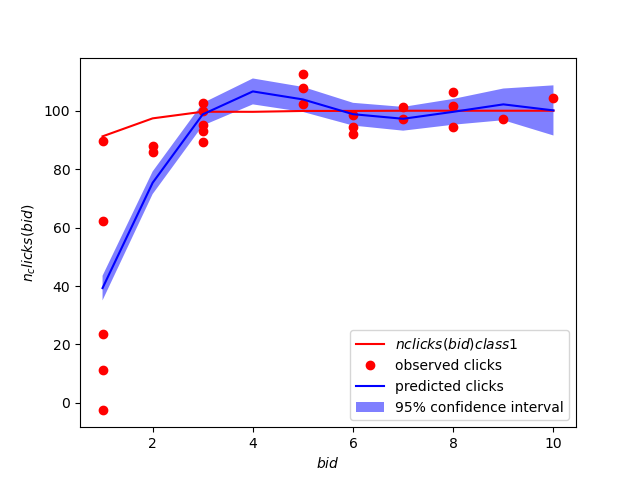 100
80
60
40
20
0
n_clicks(bid)
2
4
6
8
10
bid
nclicks(bid)class1
observed clicks
predicted clicks
95% confidence interval